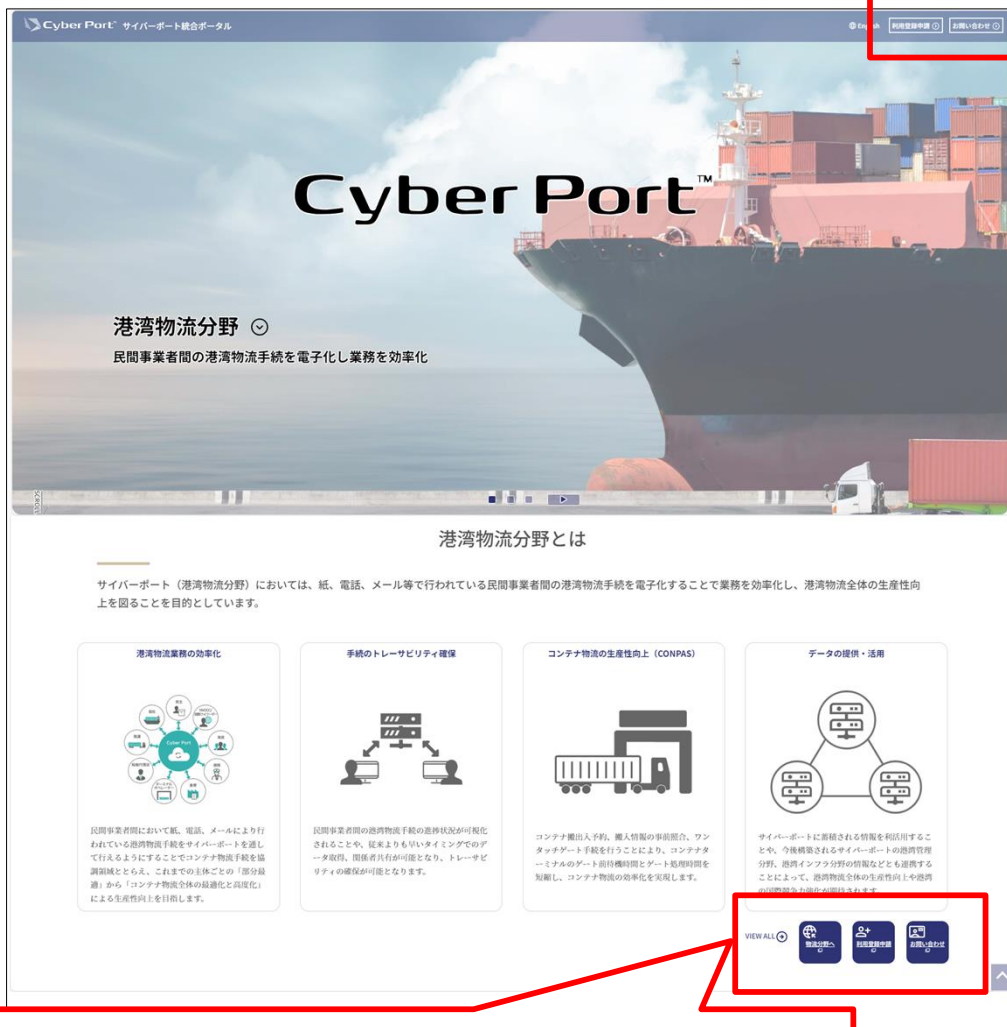 Cyber Port™ サイバーポート統合ポータル
English
利用登録申請
お問い合わせ
Cyber Port™
港湾物流分野
民間事業者間の港湾物流手続を電子化し業務を効率化
港湾物流分野とは
サイバーポート（港湾物流分野）においては、紙、電話、メール等で行われている民間事業者間の港湾物流手続を電子化することで業務を効率化し、港湾物流全体の生産性向
上を図ることを目的としています。
港湾物流業務の効率化
Cyber Port
民間事業者間において紙、電話、メールにより行
われている港湾物流手続をサイバーポートを通し
て行えるようにすることでコンテナ物流手続を協
調領域ととらえ、これまでの主体ごとの「部分最
適」から「コンテナ物流全体の最適化と高度化」
による生産性向上を目指します。
手続のトレーサビリティ確保
民間事業者間の港湾物流手続の進捗状況が可視化
されることや、従来よりも早いタイミングでのデ
ータ取得、関係者共有が可能となり、トレーサビ
リティの確保が可能となります。
コンテナ物流の生産性向上（CONPAS）
コンテナ搬出入予約、搬入情報の事前照合、ワン
タッチゲート手続を行うことにより、コンテナタ
ーミナルのゲート前待機時間とゲート処理時間を
短縮し、コンテナ物流の効率化を実現します。
データの提供・活用
サイバーポートに蓄積される情報を利活用するこ
とや、今後構築されるサイバーポートの港湾管理
分野、港湾インフラ分野の情報などとも連携する
ことによって、港湾物流全体の生産性向上や港湾
の国際競争力強化が期待されます。
VIEW ALL
物流分野へ
利用登録申請
お問い合わせ